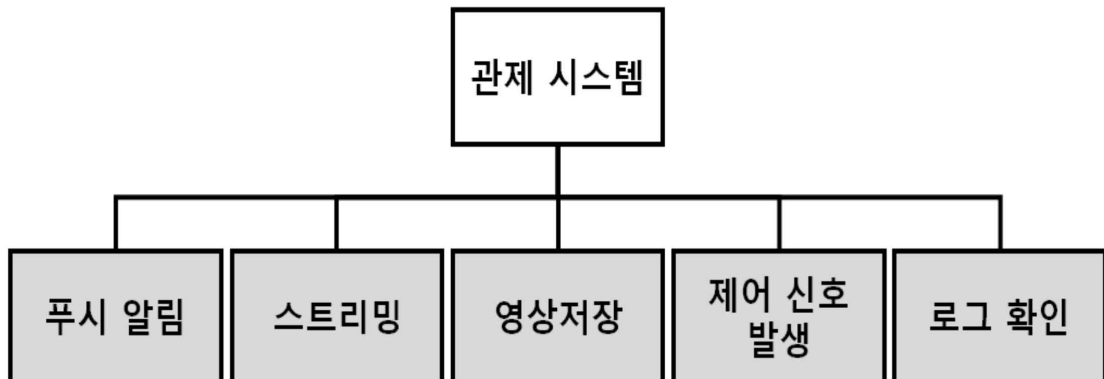 관제 시스템
푸시 알림
스트리밍
영상저장
제어 신호
발생
로그 확인